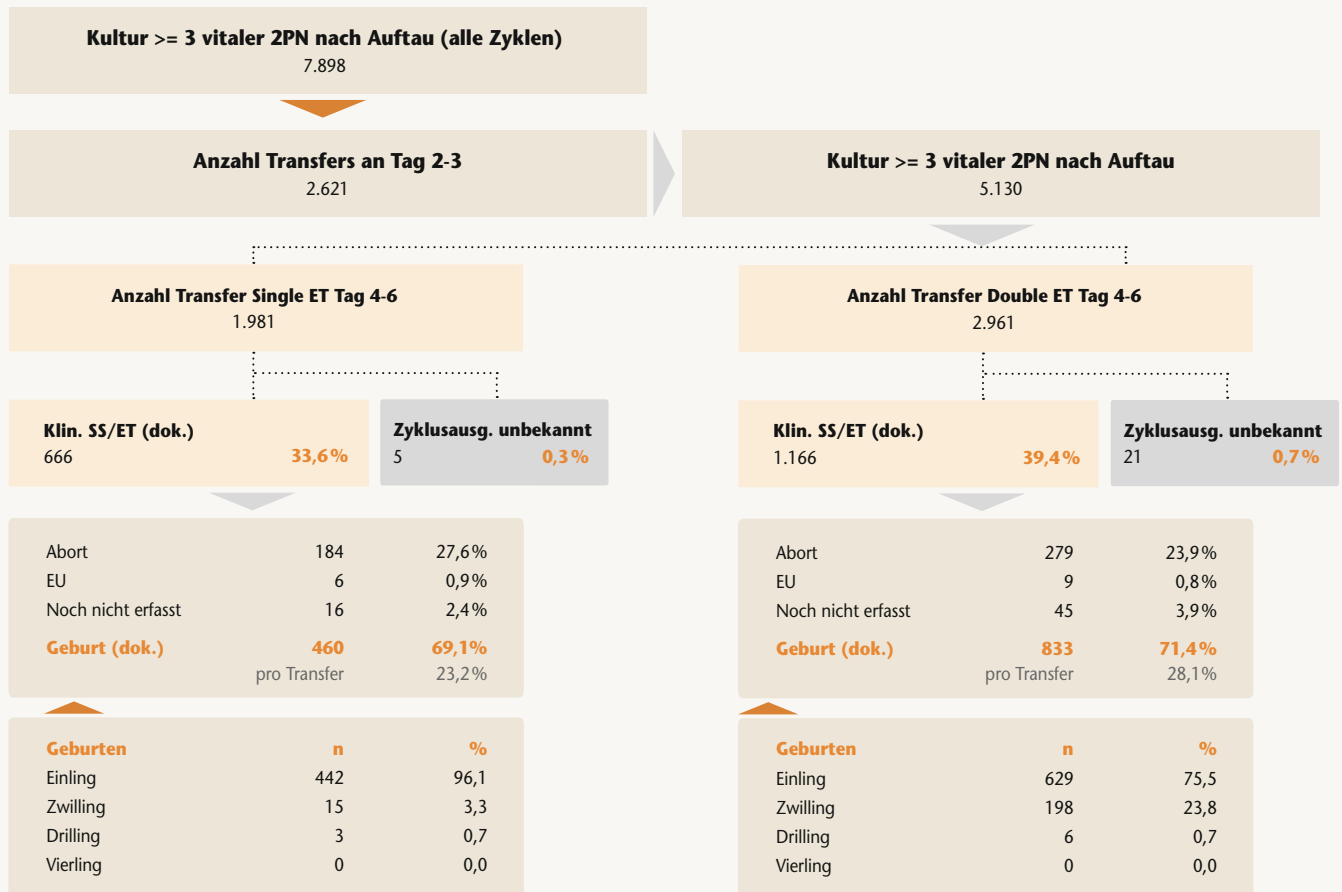 Kultur >= 3 vitaler 2PN nach Auftau (alle Zyklen)
7.898
Anzahl Transfers an Tag 2-3
2.621
Kultur >= 3 vitaler 2PN nach Auftau
5.130
Anzahl Transfer Single ET Tag 4-6
1.981
Klin. SS/ET (dok.)
666 33,6%
Zyklusausg. unbekannt
5 0,3%
Abort 184 27,6%
EU 6 0,9%
Noch nicht erfasst 16 2,4%
Geburt (dok.) 460 69,1%
pro Transfer 23,2%
Geburten n %
Einling 442 96,1
Zwilling 15 3,3
Drilling 3 0,7
Vierling 0 0,0
Anzahl Transfer Double ET Tag 4-6
2.961
Klin. SS/ET (dok.)
1.166 39,4%
Zyklusausg. unbekannt
21 0,7%
Abort 279 23,9%
EU 9 0,8%
Noch nicht erfasst 45 3,9%
Geburt (dok.) 833 71,4%
pro Transfer 28,1%
Geburten n %
Einling 629 75,5
Zwilling 198 23,8
Drilling 6 0,7
Vierling 0 0,0